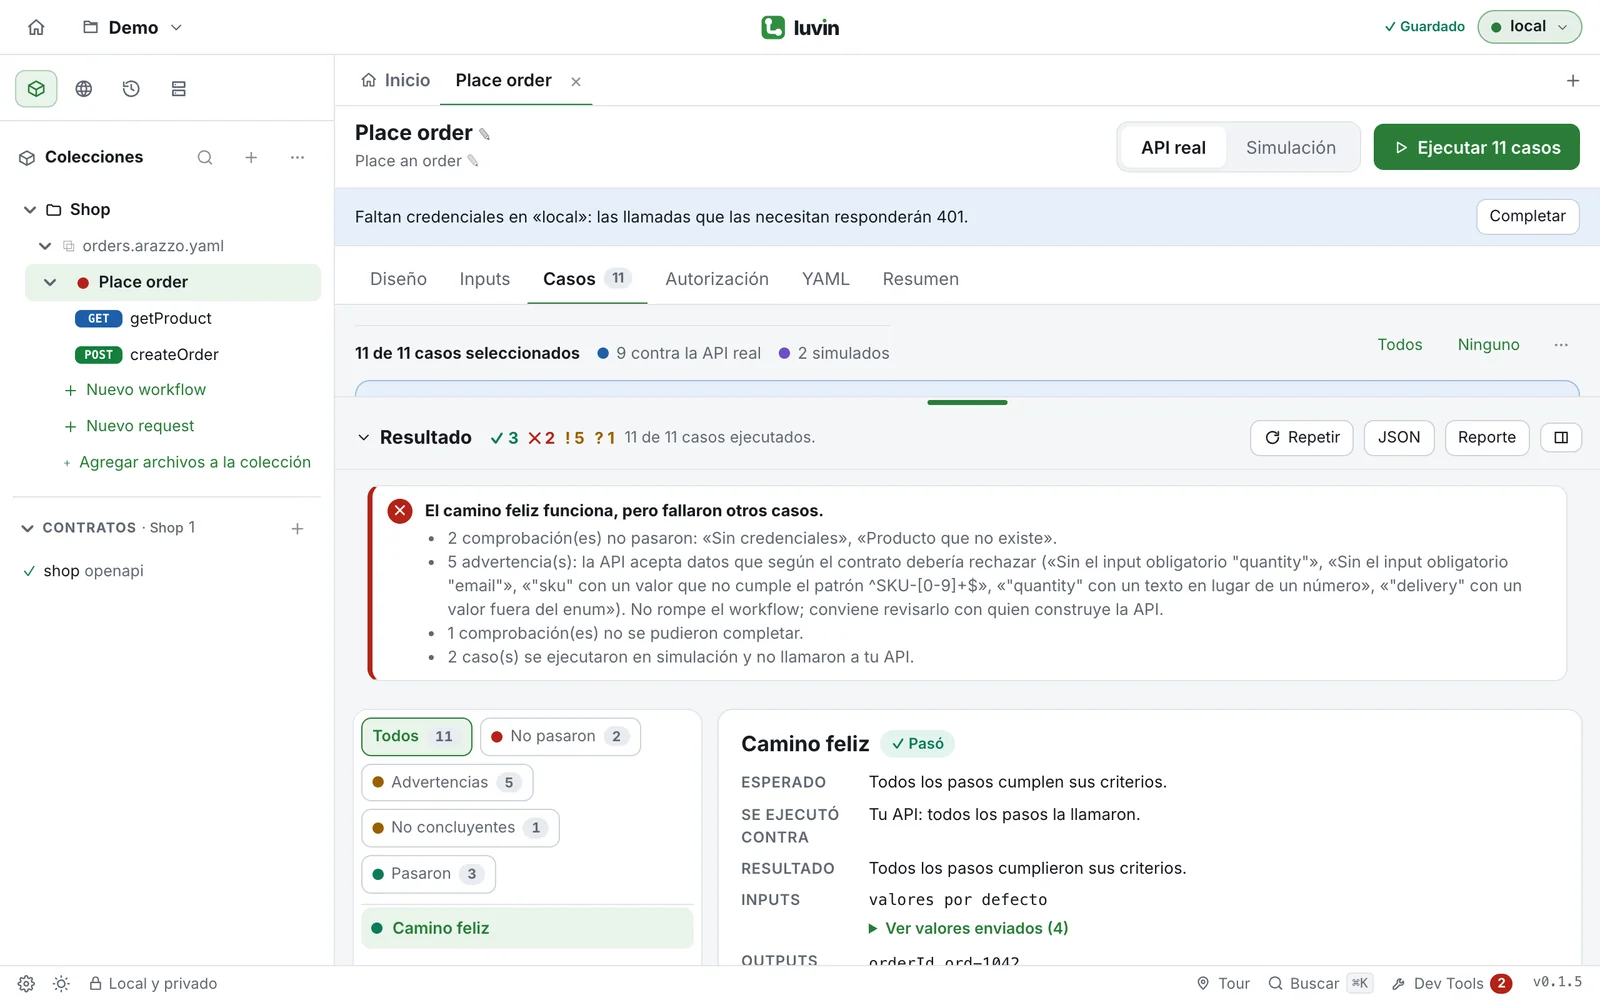 Demo
luvin
Guardado
local
Inicio
Place order
Colecciones
Place order
Place an order
API real
Simulación
Ejecutar 11 casos
Faltan credenciales en «local»: las llamadas que las necesitan responderán 401.
Completar
Shop
orders.arazzo.yaml
Place order
GET getProduct
POST createOrder
+ Nuevo workflow
+ Nuevo request
+ Agregar archivos a la colección
CONTRATOS · Shop 1
shop openapi
Diseño
Inputs
Casos 11
Autorización
YAML
Resumen
11 de 11 casos seleccionados
9 contra la API real
2 simulados
Todos
Ninguno
Resultado
✓ 3 ✕ 2 ! 5 ? 1
11 de 11 casos ejecutados.
Repetir
JSON
Reporte
El camino feliz funciona, pero fallaron otros casos.
• 2 comprobación(es) no pasaron: «Sin credenciales», «Producto que no existe».
• 5 advertencia(s): la API acepta datos que según el contrato debería rechazar («Sin el input obligatorio "quantity"», «Sin el input obligatorio
"email"», «"sku" con un valor que no cumple el patrón ^SKU-[0-9]+$», «"quantity" con un texto en lugar de un número», «"delivery" con un
valor fuera del enum»). No rompe el workflow; conviene revisarlo con quien construye la API.
• 1 comprobación(es) no se pudieron completar.
• 2 caso(s) se ejecutaron en simulación y no llamaron a tu API.
Todos 11
No pasaron 2
Advertencias 5
No concluyentes 1
Pasaron 3
Camino feliz
Camino feliz
✓ Pasó
ESPERADO
Todos los pasos cumplen sus criterios.
SE EJECUTÓ
CONTRA
Tu API: todos los pasos la llamaron.
RESULTADO
Todos los pasos cumplieron sus criterios.
INPUTS
valores por defecto
Ver valores enviados (4)
OUTPUTS
orderId ord-1042
Local y privado
Tour
Buscar ⌘K
Dev Tools 2
v0.1.5